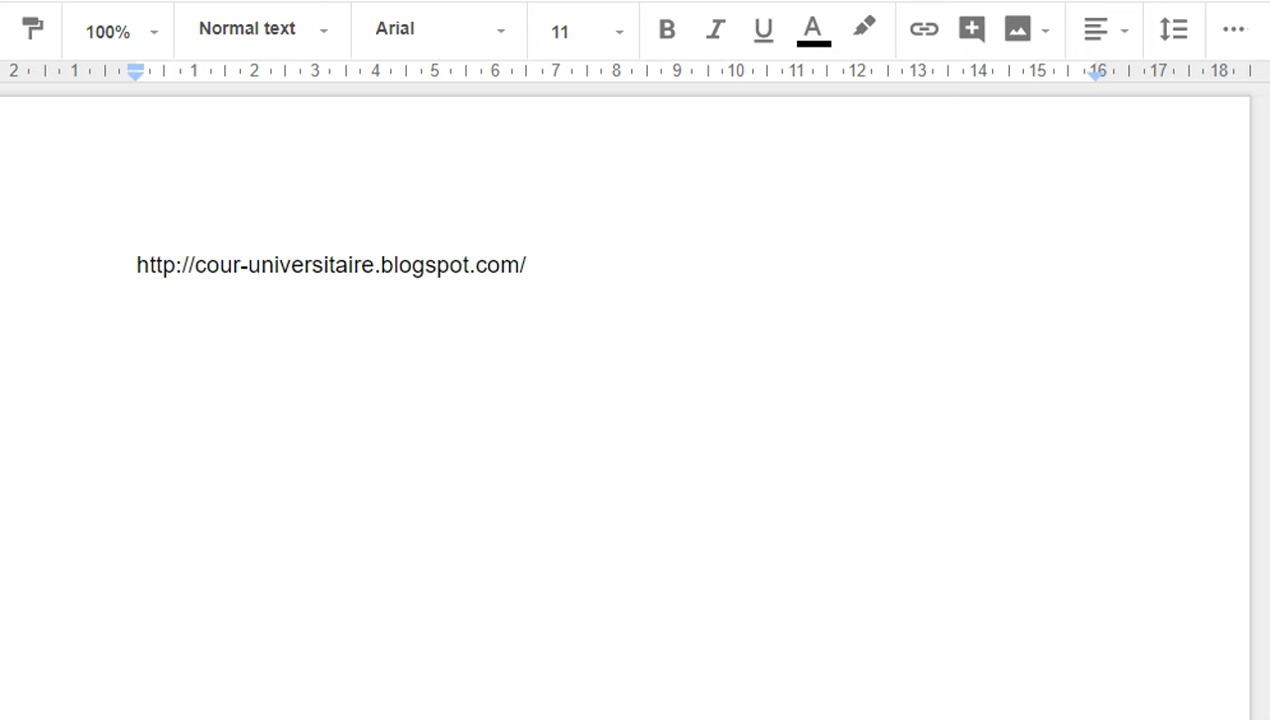 100% Normal text Arial 11 B I U A
2 1 1 2 3 4 5 6 7 8 9 10 11 12 13 14 15 16 17 18
http://cour-universitaire.blogspot.com/